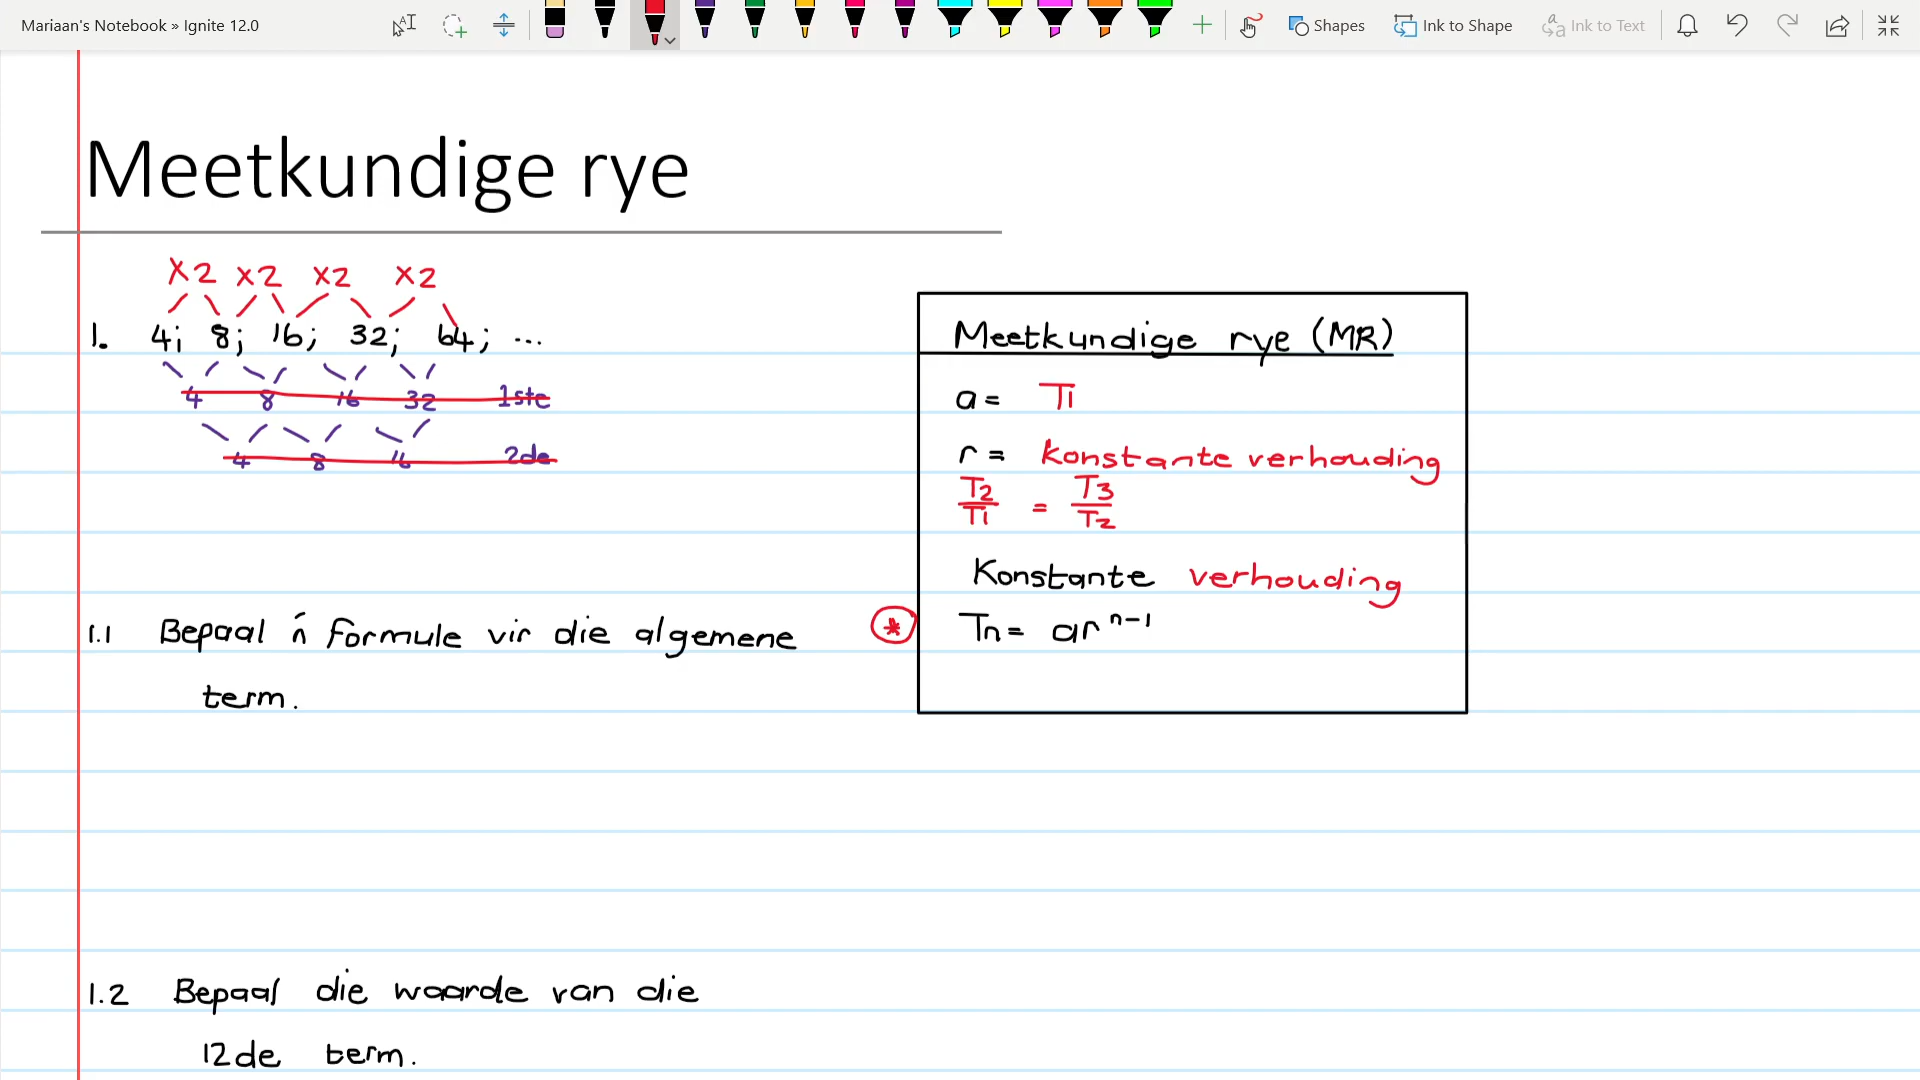 Mariaan's Notebook » Ignite 12.0
Shapes
Ink to Shape
Ink to Text
Meetkundige rye
x2 x2 x2 x2
1. 4; 8; 16; 32; 64; ...
4 8 16 32 1ste
4 8 16 2de
Meetkundige rye (MR)
a = T1
r = konstante verhouding
T2/T1 = T3/T2
Konstante verhouding
* Tn = ar^n-1
1.1 Bepaal 'n formule vir die algemene
term.
1.2 Bepaal die waarde van die
12de term.